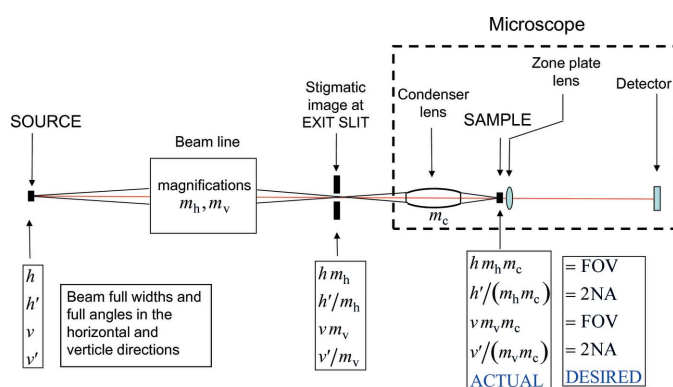 Microscope
Zone plate
lens
Detector
Stigmatic
image at
EXIT SLIT
Condenser
lens
SAMPLE
SOURCE
Beam line
magnifications
m_h, m_v
m_c
h
h′
v
v′
Beam full widths and
full angles in the
horizontal and
verticle directions
h m_h
h′/m_h
v m_v
v′/m_v
h m_h m_c = FOV
h′/(m_h m_c) = 2NA
v m_v m_c = FOV
v′/(m_v m_c) = 2NA
ACTUAL DESIRED